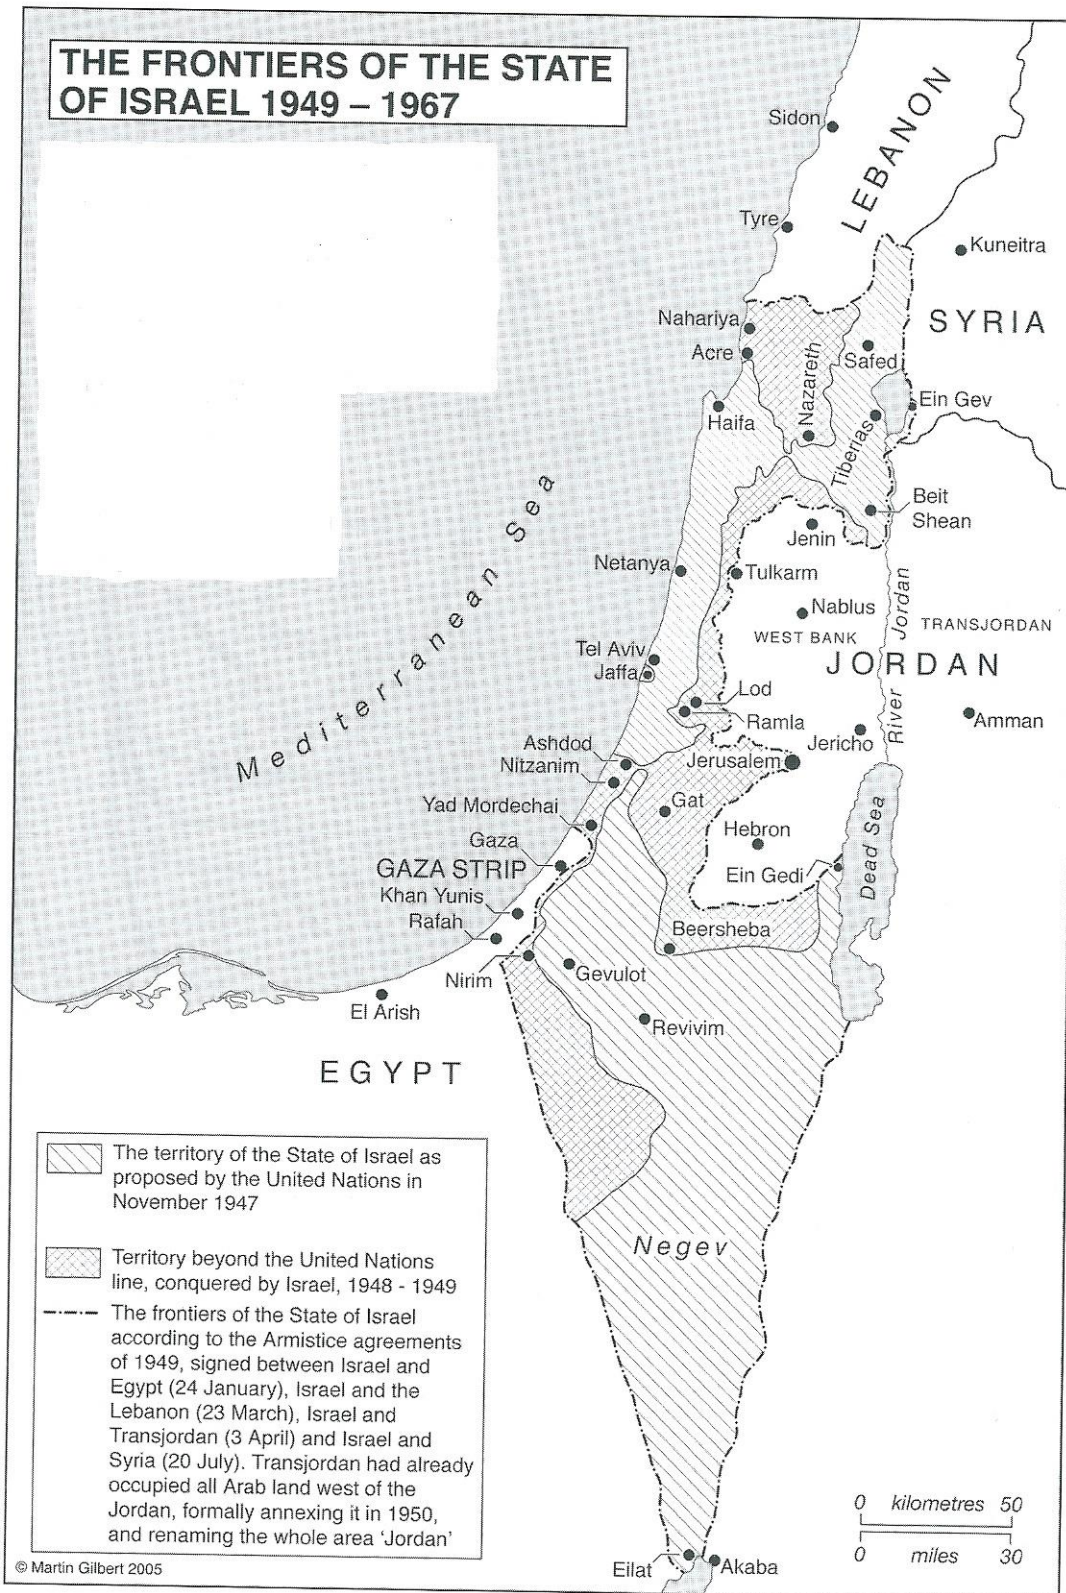 THE FRONTIERS OF THE STATE
OF ISRAEL 1949 – 1967
Sidon
LEBANON
Tyre
Kuneitra
SYRIA
Nahariya
Acre
Safed
Nazareth
Ein Gev
Haifa
Tiberias
Beit
Shean
Jenin
Mediterranean Sea
Netanya
Tulkarm
Nablus
WEST BANK
River Jordan
TRANSJORDAN
JORDAN
Tel Aviv
Jaffa
Lod
Ramla
Amman
Jericho
Ashdod
Jerusalem
Nitzanim
Yad Mordechai
Gat
Dead Sea
Gaza
Hebron
GAZA STRIP
Ein Gedi
Khan Yunis
Rafah
Beersheba
Nirim
Gevulot
El Arish
Revivim
EGYPT
Negev
The territory of the State of Israel as
proposed by the United Nations in
November 1947
Territory beyond the United Nations
line, conquered by Israel, 1948 - 1949
The frontiers of the State of Israel
according to the Armistice agreements
of 1949, signed between Israel and
Egypt (24 January), Israel and the
Lebanon (23 March), Israel and
Transjordan (3 April) and Israel and
Syria (20 July). Transjordan had already
occupied all Arab land west of the
Jordan, formally annexing it in 1950,
and renaming the whole area ‘Jordan’
0 kilometres 50
0 miles 30
Eilat
Akaba
© Martin Gilbert 2005